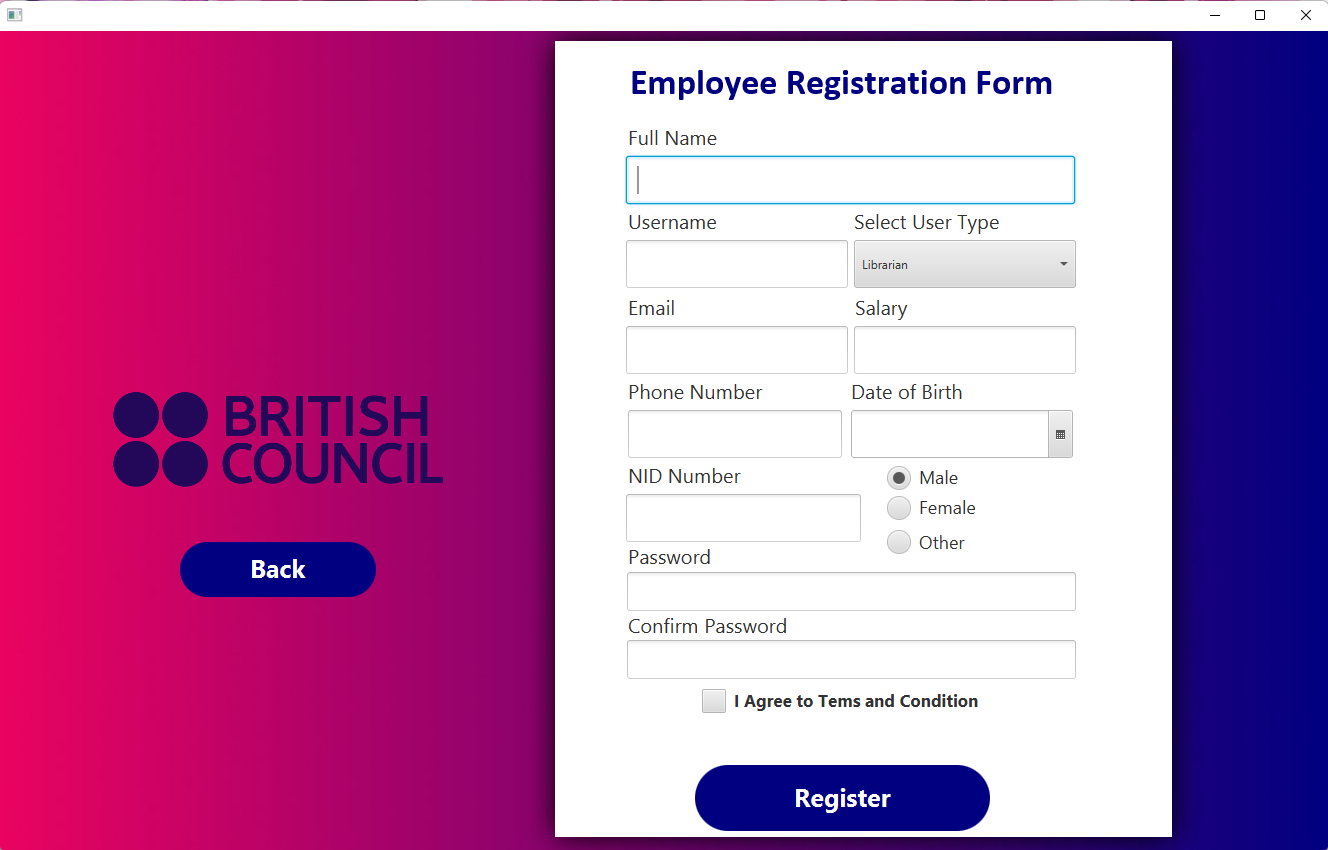 Employee Registration Form
Full Name
Username
Select User Type
Librarian
Email
Salary
Phone Number
Date of Birth
NID Number
Male
Female
Other
Password
Confirm Password
I Agree to Tems and Condition
Register
BRITISH
COUNCIL
Back